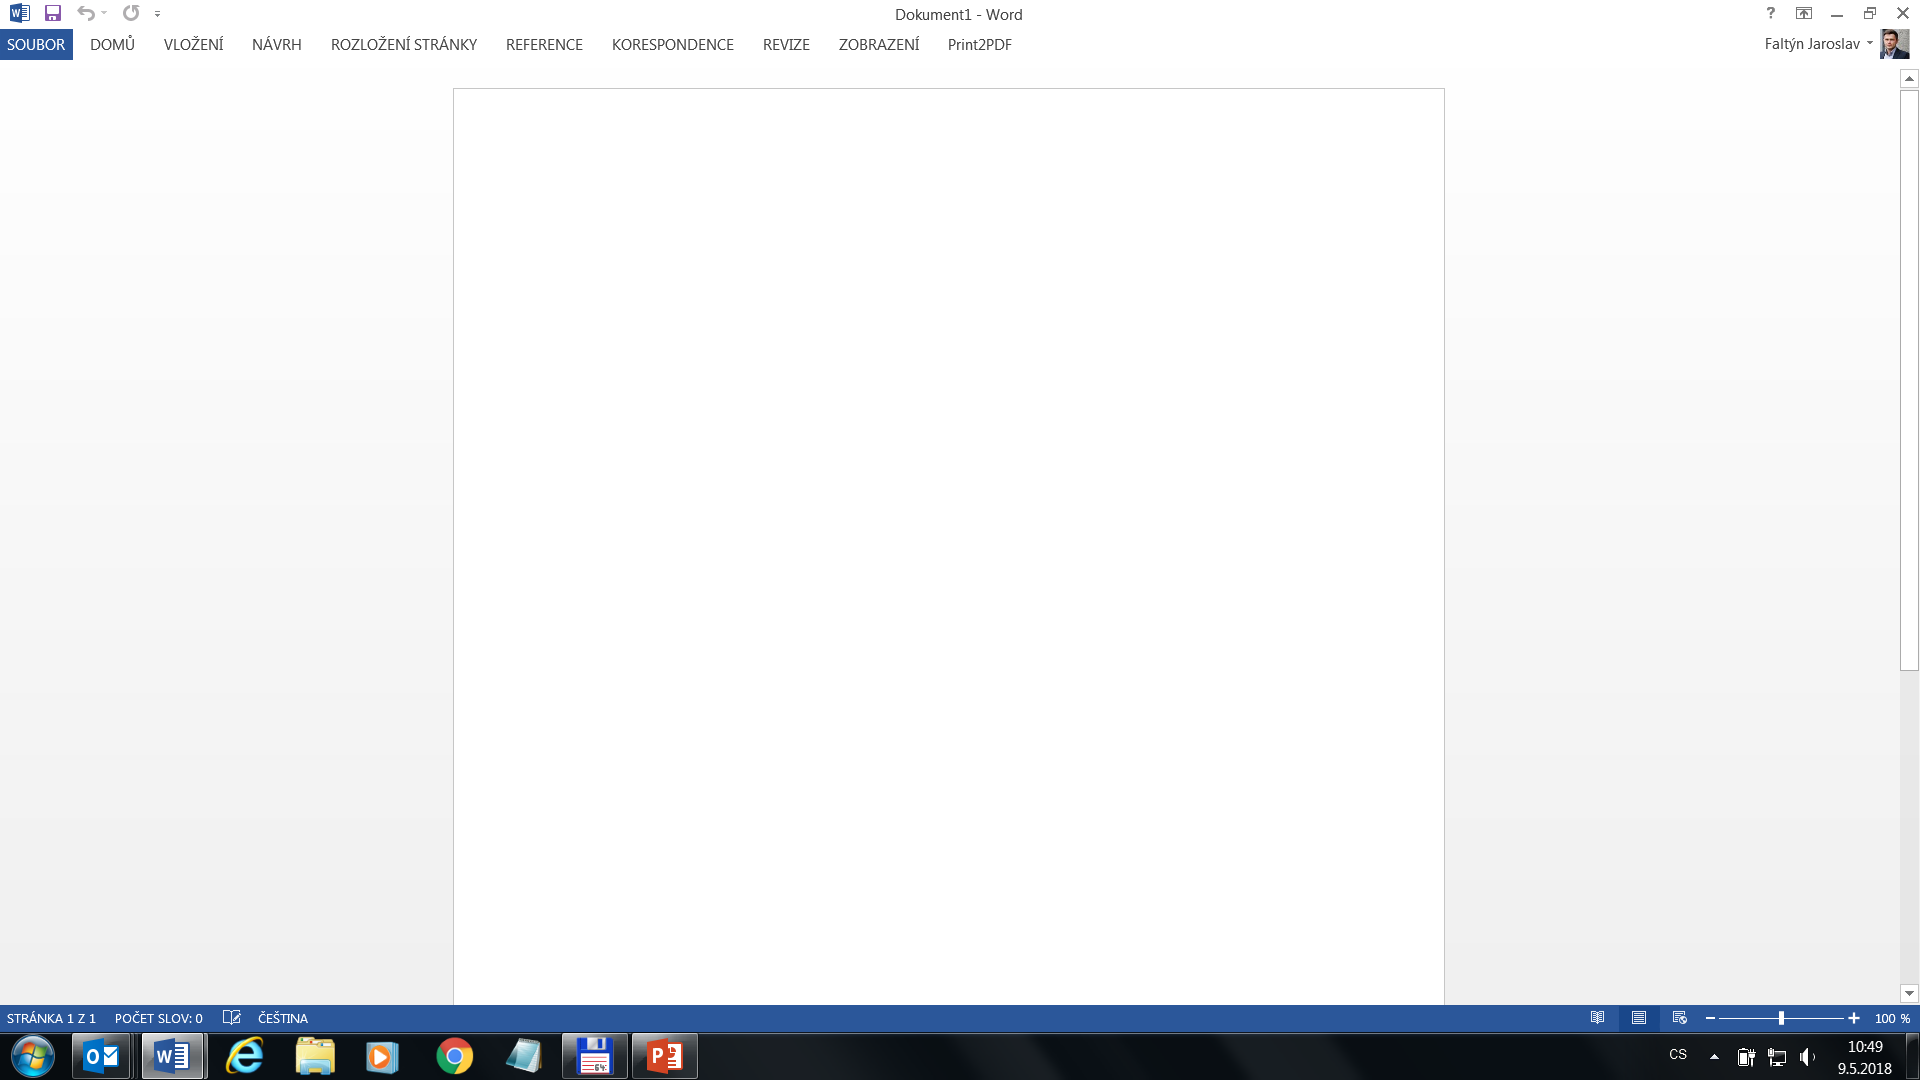 Dokument1 - Word
SOUBOR DOMŮ VLOŽENÍ NÁVRH ROZLOŽENÍ STRÁNKY REFERENCE KORESPONDENCE REVIZE ZOBRAZENÍ Print2PDF Faltýn Jaroslav
STRÁNKA 1 Z 1 POČET SLOV: 0 ČEŠTINA 100 %
CS 10:49
9.5.2018